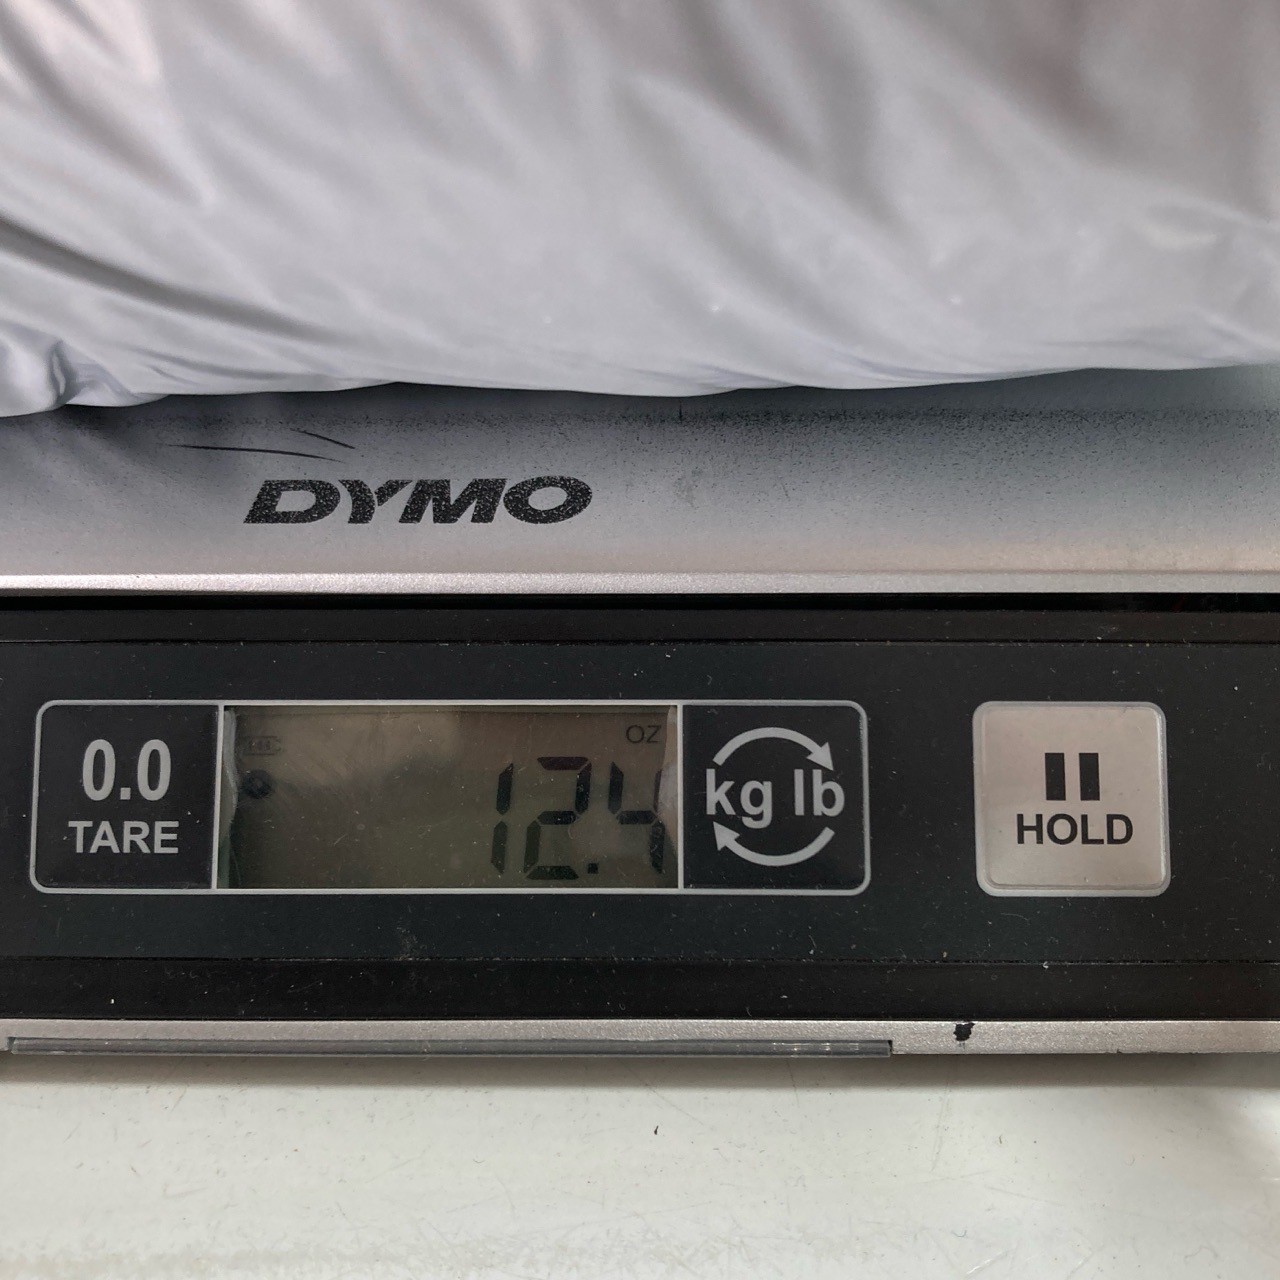 DYMO
0.0
TARE
OZ
12.4
kg lb
HOLD